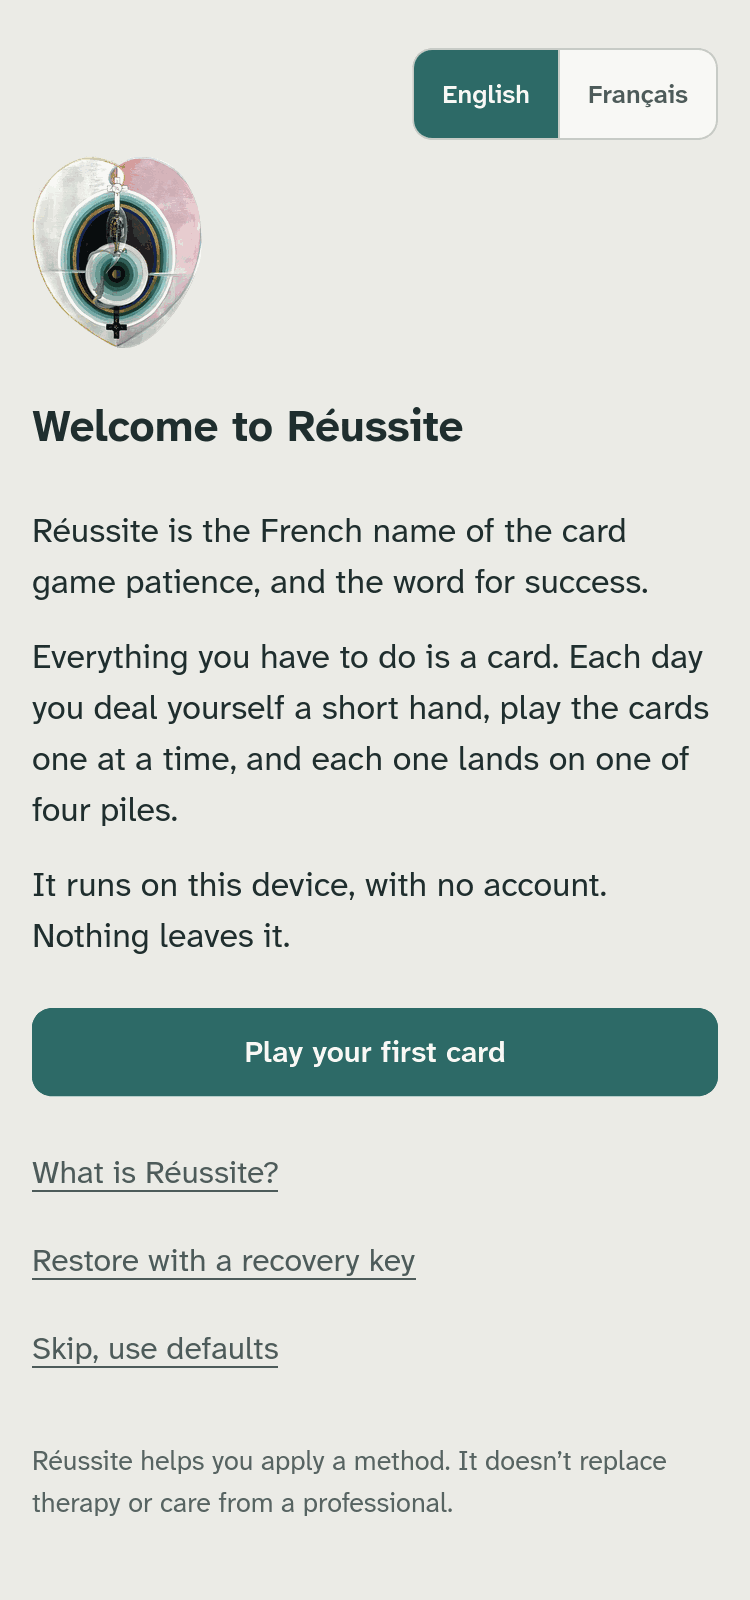 English
Français
Welcome to Réussite
Réussite is the French name of the card
game patience, and the word for success.
Everything you have to do is a card. Each day
you deal yourself a short hand, play the cards
one at a time, and each one lands on one of
four piles.
It runs on this device, with no account.
Nothing leaves it.
Play your first card
What is Réussite?
Restore with a recovery key
Skip, use defaults
Réussite helps you apply a method. It doesn’t replace
therapy or care from a professional.